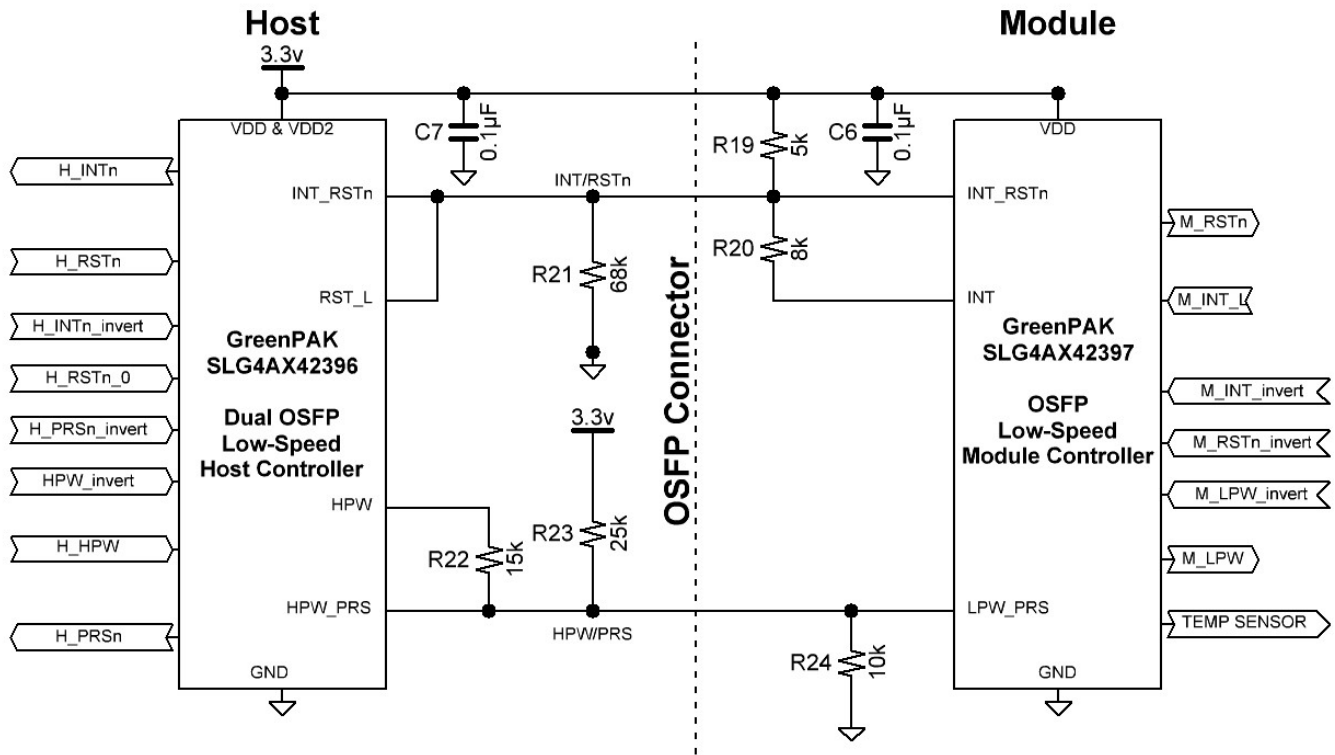 Host
Module
3.3v
VDD & VDD2
C7
0.1µF
R19
5k
C6
0.1µF
VDD
H_INTn
INT_RSTn
INT/RSTn
INT_RSTn
M_RSTn
H_RSTn
R21
68k
R20
8k
RST_L
INT
M_INT_L
H_INTn_invert
GreenPAK
SLG4AX42396
Dual OSFP
Low-Speed
Host Controller
OSFP Connector
GreenPAK
SLG4AX42397
OSFP
Low-Speed
Module Controller
H_RSTn_0
M_INT_invert
H_PRSn_invert
3.3v
M_RSTn_invert
HPW_invert
M_LPW_invert
HPW
H_HPW
R22
15k
R23
25k
M_LPW
HPW_PRS
HPW/PRS
LPW_PRS
TEMP SENSOR
H_PRSn
R24
10k
GND
GND